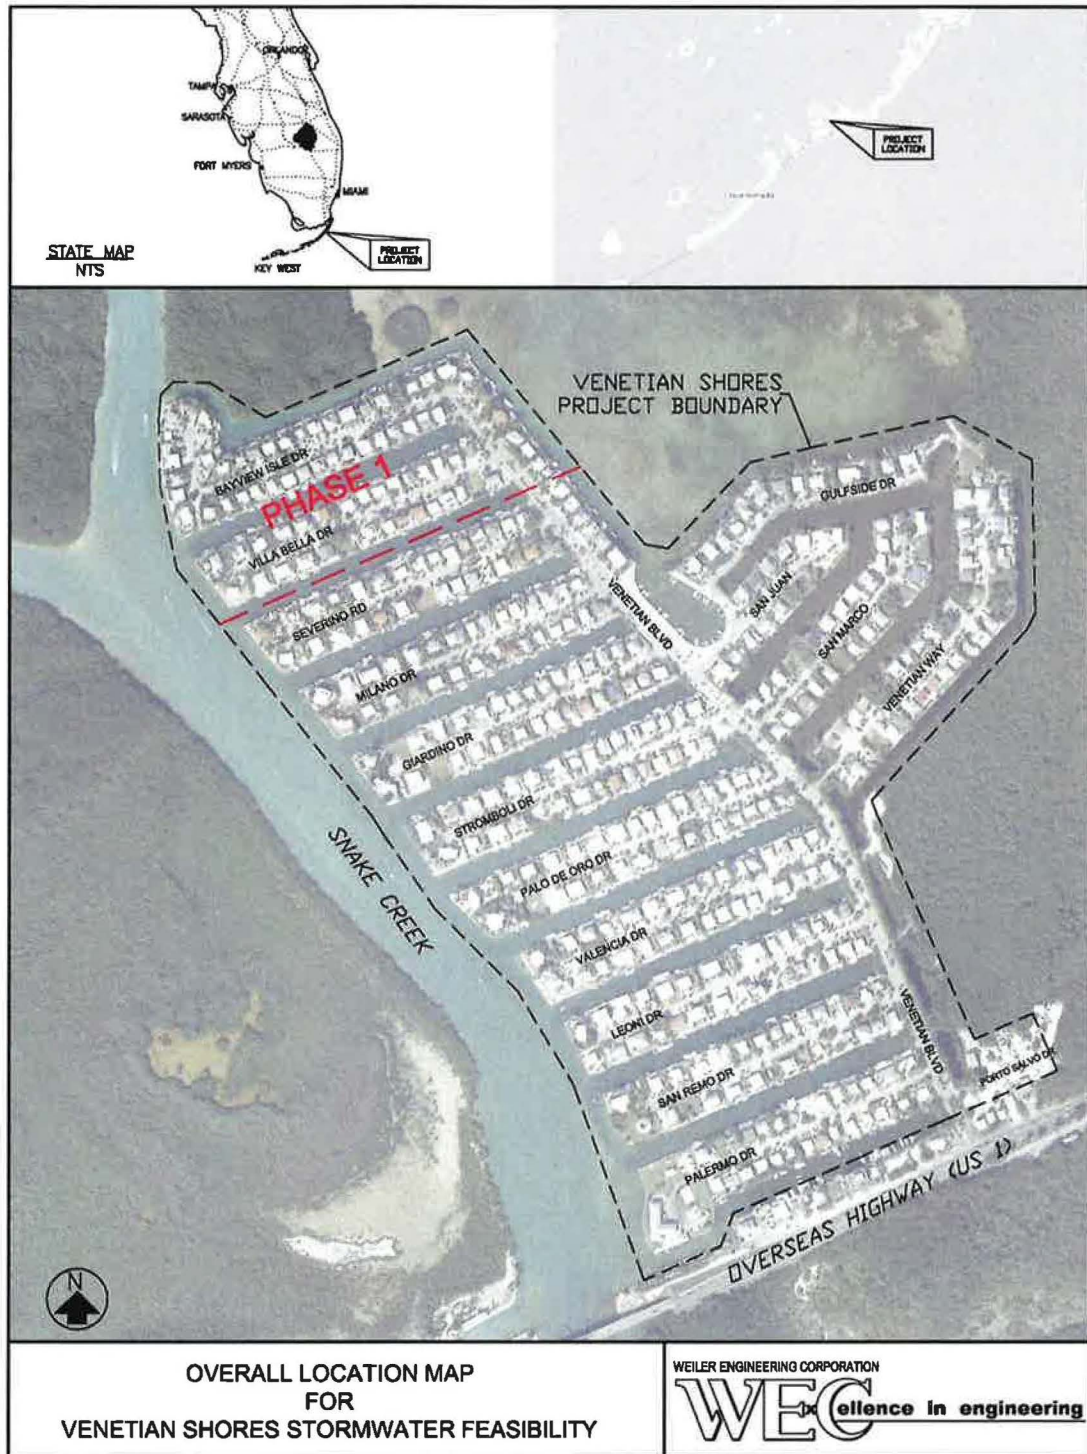 ORLANDO
TAMPA
SARASOTA
FORT MYERS
MIAMI
KEY WEST
PROJECT
LOCATION
STATE MAP
NTS
PROJECT
LOCATION
VENETIAN SHORES
PROJECT BOUNDARY
BAYVIEW ISLE DR
PHASE 1
VILLA BELLA DR
GULFSIDE DR
SEVERINO RD
VENETIAN BLVD
SAN JUAN
SAN MARCO
MILANO DR
VENETIAN WAY
GIARDINO DR
STROMBOLI DR
SNAKE CREEK
PALO DE ORO DR
VALENCIA DR
LEONI DR
VENETIAN BLVD
SAN REMO DR
PORTO SALVO DR
PALERMO DR
OVERSEAS HIGHWAY (US 1)
N
OVERALL LOCATION MAP
FOR
VENETIAN SHORES STORMWATER FEASIBILITY
WEILER ENGINEERING CORPORATION
WEC
Excellence in engineering